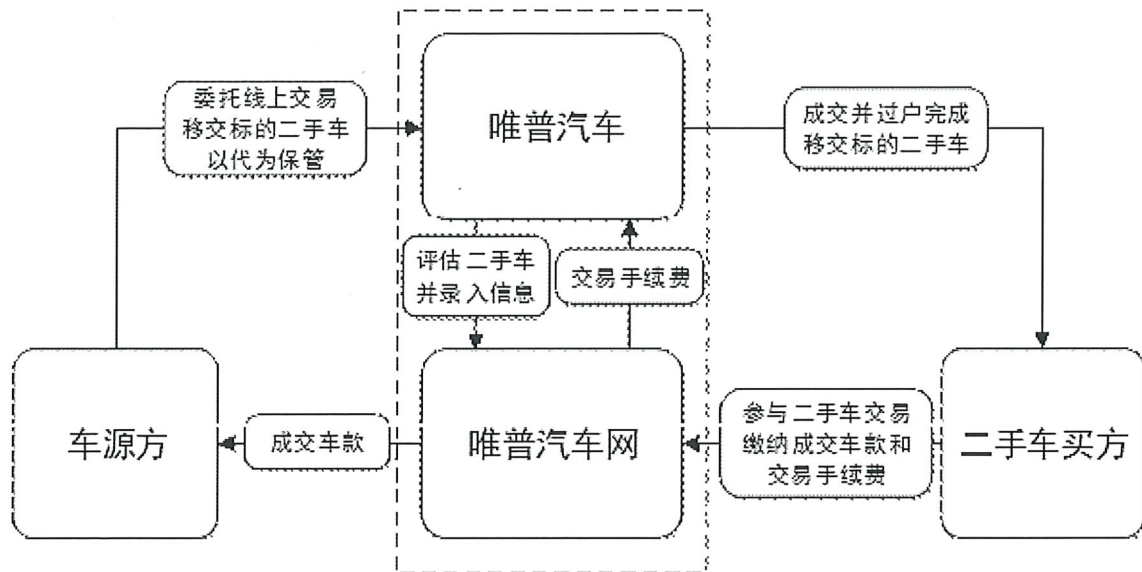 委托线上交易
移交标的二手车
以代为保管
唯普汽车
成交并过户完成
移交标的二手车
评估二手车
并录入信息
交易手续费
车源方
成交车款
唯普汽车网
参与二手车交易
缴纳成交车款和
交易手续费
二手车买方